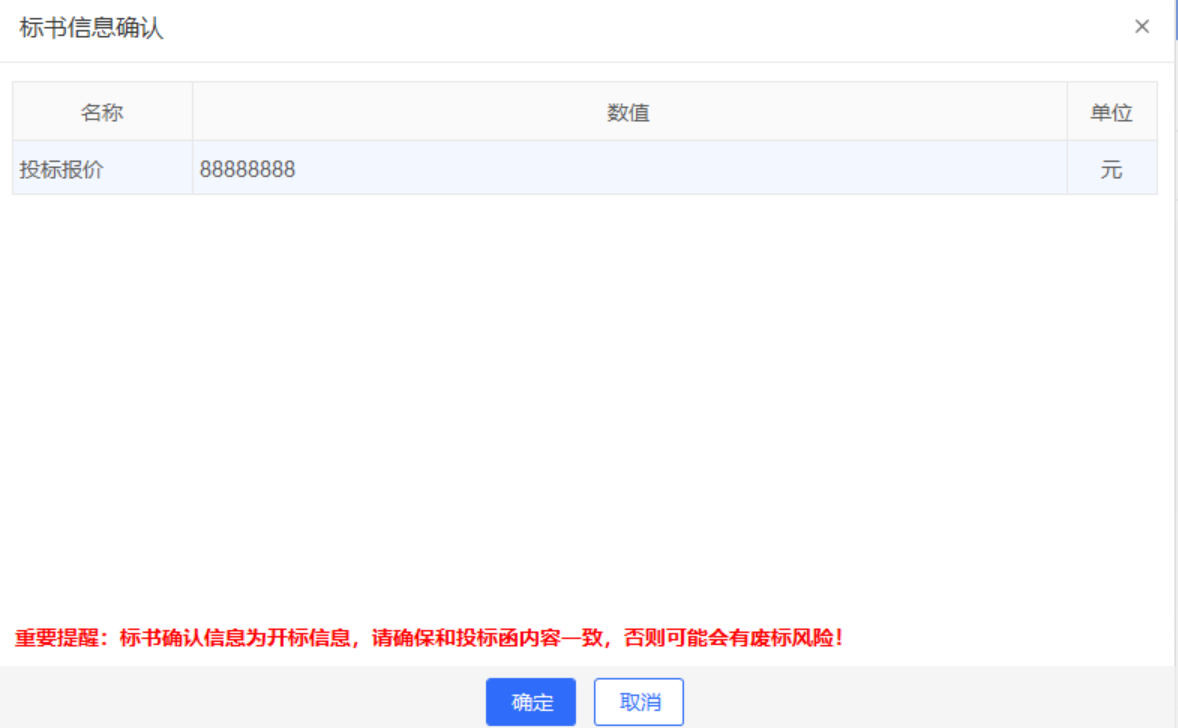 标书信息确认
名称 数值 单位
投标报价 88888888 元
重要提醒：标书确认信息为开标信息，请确保和投标函内容一致，否则可能会有废标风险！
确定 取消